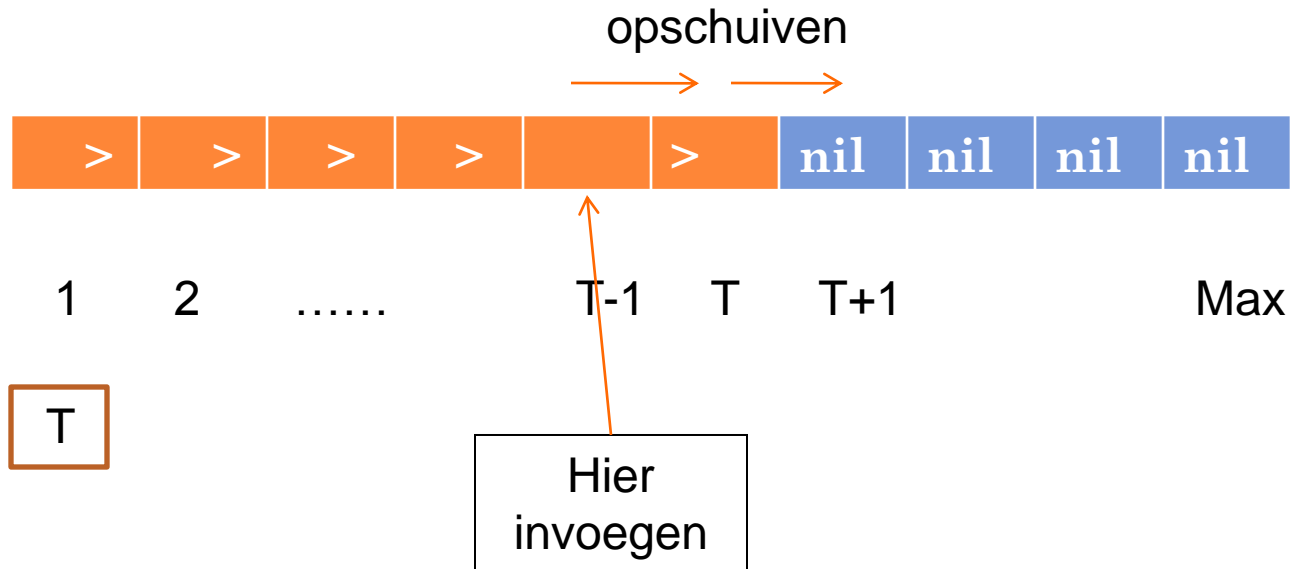 opschuiven
> > > > > nil nil nil nil
1 2 ...... T-1 T T+1 Max
T
Hier
invoegen